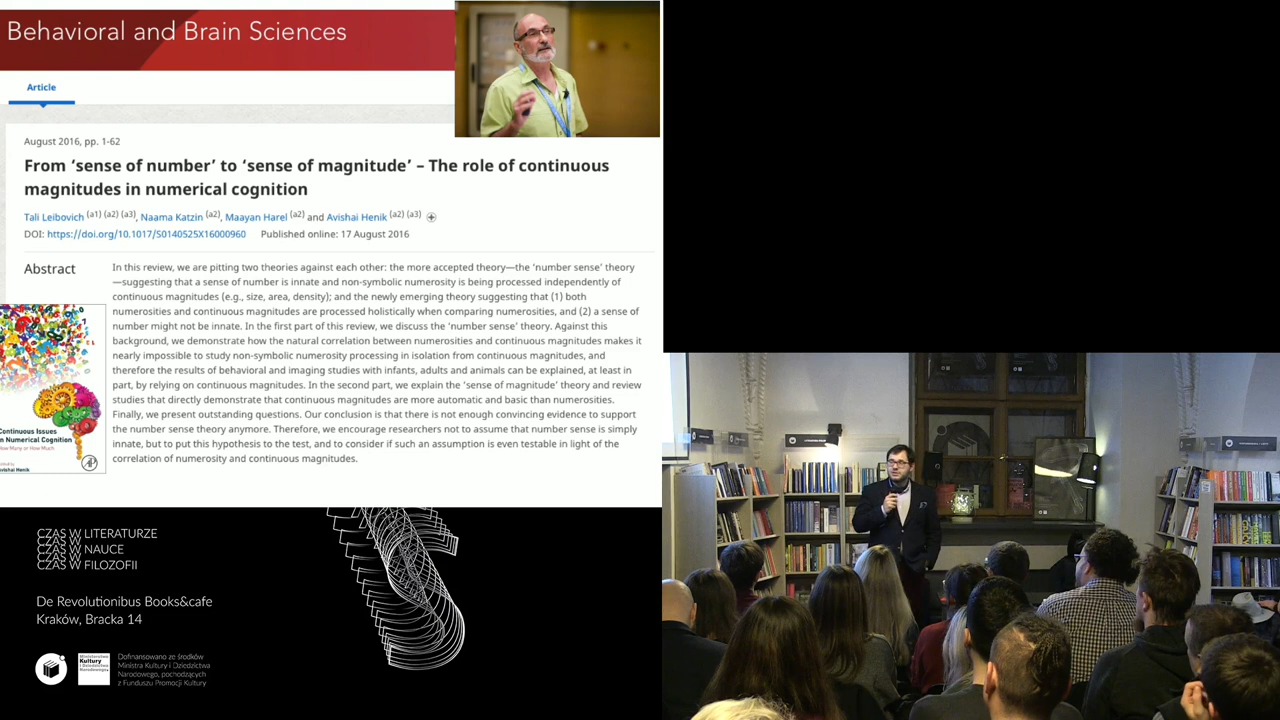 Behavioral and Brain Sciences
Article
August 2016, pp. 1-62
From ‘sense of number’ to ‘sense of magnitude’ – The role of continuous
magnitudes in numerical cognition
Tali Leibovich (a1) (a2) (a3), Naama Katzin (a2), Maayan Harel (a2) and Avishai Henik (a2) (a3)
DOI: https://doi.org/10.1017/S0140525X16000960 Published online: 17 August 2016
Abstract
In this review, we are pitting two theories against each other: the more accepted theory—the ‘number sense’ theory
—suggesting that a sense of number is innate and non-symbolic numerosity is being processed independently of
continuous magnitudes (e.g., size, area, density); and the newly emerging theory suggesting that (1) both
numerosities and continuous magnitudes are processed holistically when comparing numerosities, and (2) a sense of
number might not be innate. In the first part of this review, we discuss the ‘number sense’ theory. Against this
background, we demonstrate how the natural correlation between numerosities and continuous magnitudes makes it
nearly impossible to study non-symbolic numerosity processing in isolation from continuous magnitudes, and
therefore the results of behavioral and imaging studies with infants, adults and animals can be explained, at least in
part, by relying on continuous magnitudes. In the second part, we explain the ‘sense of magnitude’ theory and review
studies that directly demonstrate that continuous magnitudes are more automatic and basic than numerosities.
Finally, we present outstanding questions. Our conclusion is that there is not enough convincing evidence to support
the number sense theory anymore. Therefore, we encourage researchers not to assume that number sense is simply
innate, but to put this hypothesis to the test, and to consider if such an assumption is even testable in light of the
correlation of numerosity and continuous magnitudes.
Continuous Issues
n Numerical Cognition
How Many or How Much
Avishai Henik
CZAS W LITERATURZE
CZAS W NAUCE
CZAS W FILOZOFII
De Revolutionibus Books&cafe
Kraków, Bracka 14
Ministerstwo
Kultury
i Dziedzictwa
Narodowego.
Dofinansowano ze środków
Ministra Kultury i Dziedzictwa
Narodowego, pochodzących
z Funduszu Promocji Kultury